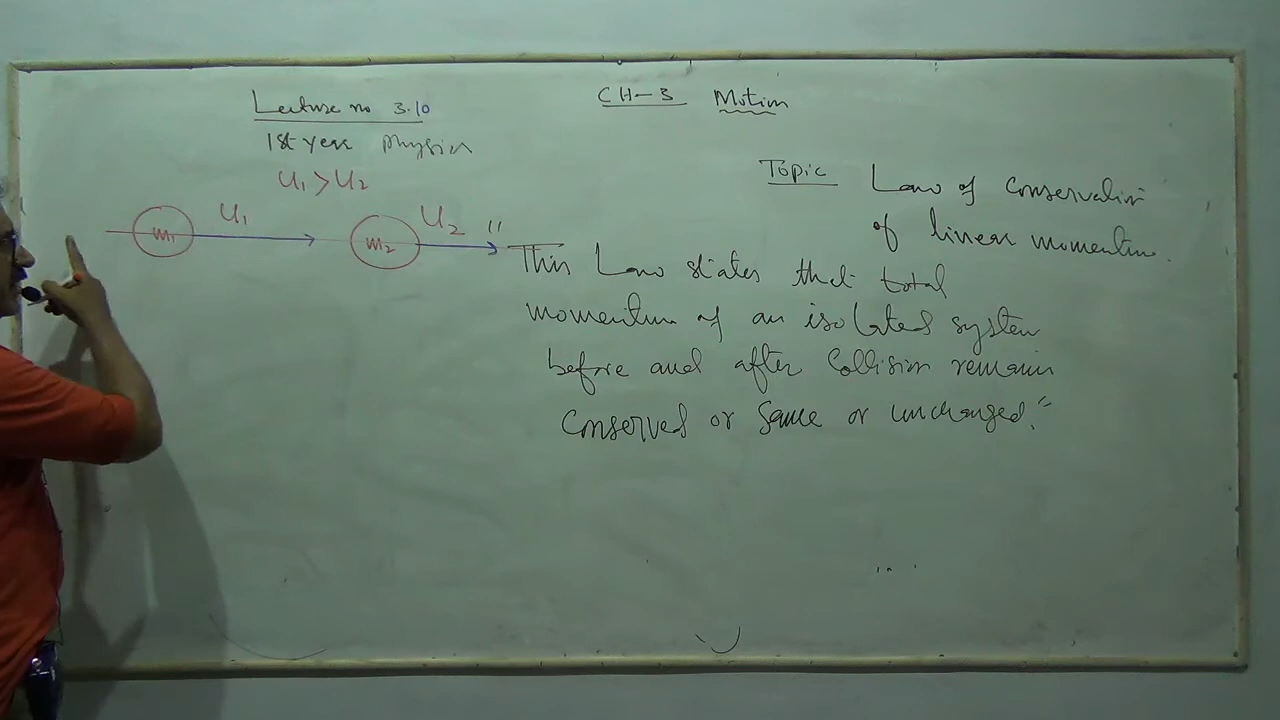 Lecture no 3.10
CH-3 Motion
1st year Physics
U₁ > U₂
Topic Law of Conservation
of linear momentum.
m₁ U₁ m₂ U₂
"This Law states that total
momentum of an isolated system
before and after Collision remain
Conserved or Same or unchanged."